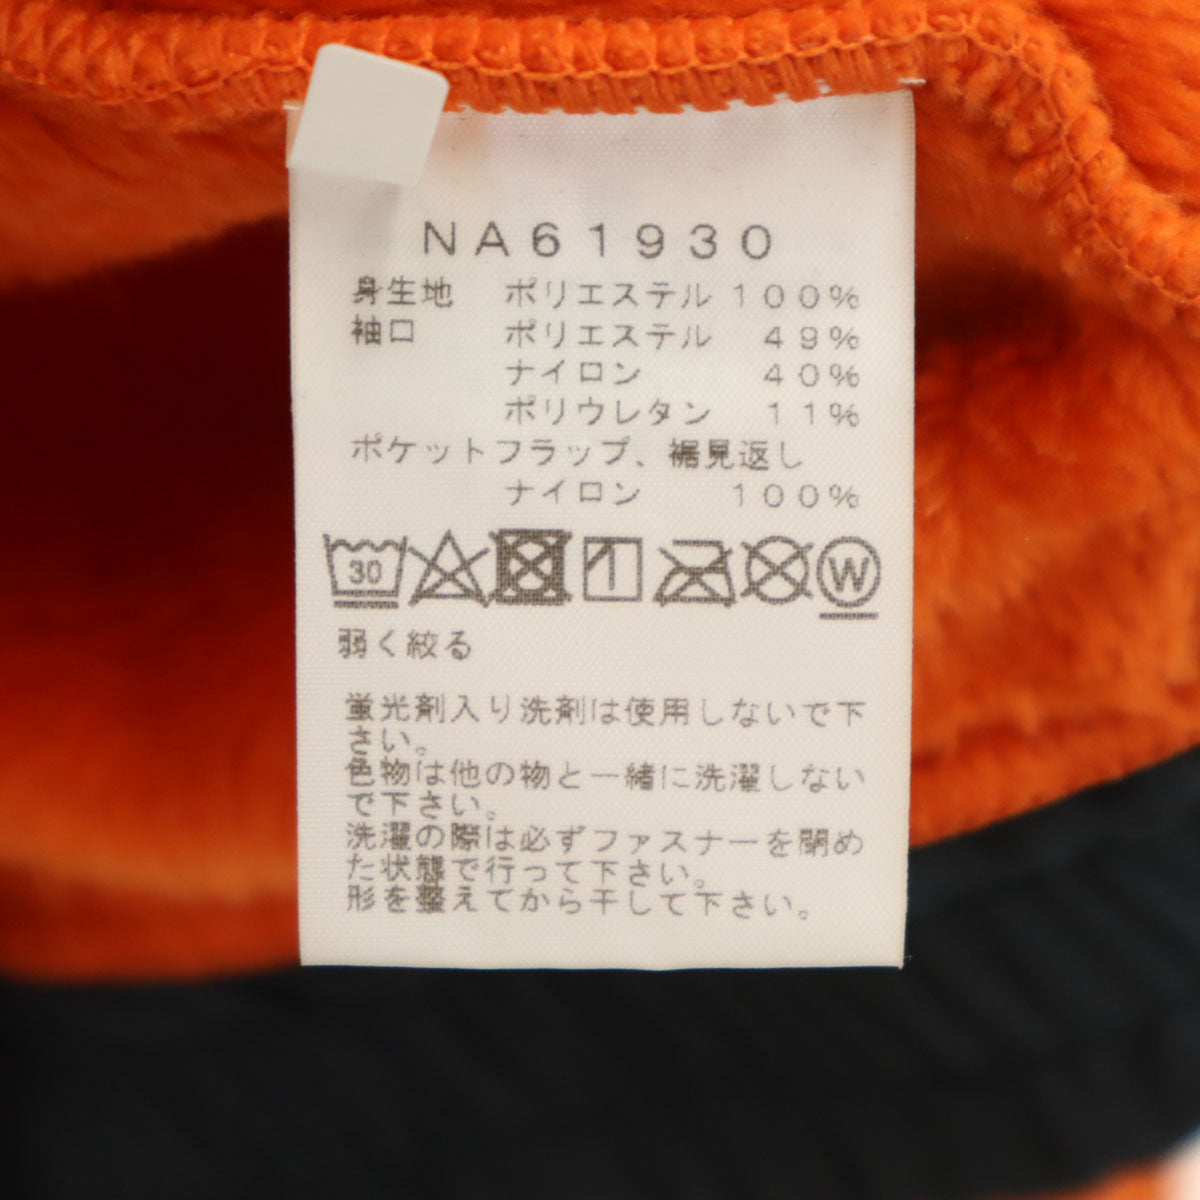 NA61930
身生地 ポリエステル 100%
袖口 ポリエステル 49%
ナイロン 40%
ポリウレタン 11%
ポケットフラップ、裾見返し
ナイロン 100%
30 W
弱く絞る
蛍光剤入り洗剤は使用しないで下
さい。
色物は他の物と一緒に洗濯しない
で下さい。
洗濯の際は必ずファスナーを閉め
た状態で行って下さい。
形を整えてから干して下さい。